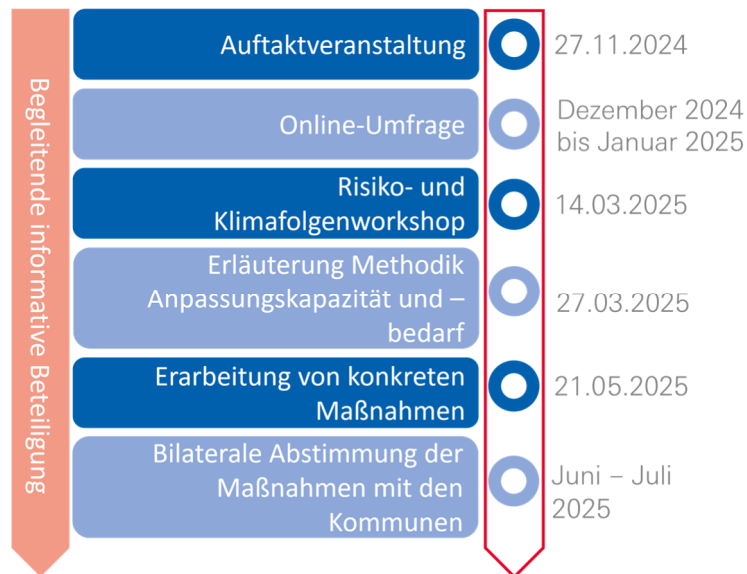 Begleitende informative Beteiligung
Auftaktveranstaltung
27.11.2024
Online-Umfrage
Dezember 2024
bis Januar 2025
Risiko- und
Klimafolgenworkshop
14.03.2025
Erläuterung Methodik
Anpassungskapazität und –
bedarf
27.03.2025
Erarbeitung von konkreten
Maßnahmen
21.05.2025
Bilaterale Abstimmung der
Maßnahmen mit den
Kommunen
Juni – Juli
2025